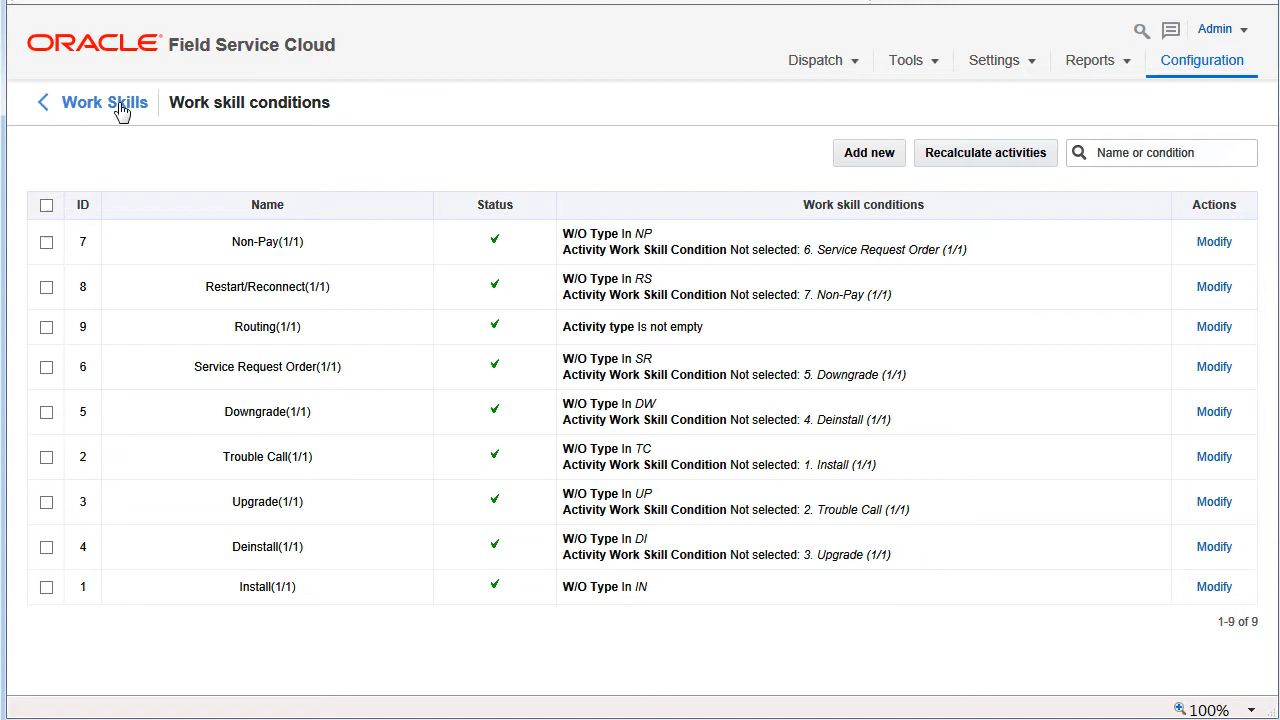 ORACLE Field Service Cloud
Admin
Dispatch Tools Settings Reports Configuration
Work Skills Work skill conditions
Add new Recalculate activities Name or condition
ID Name Status Work skill conditions Actions
7 Non-Pay(1/1) W/O Type In NP Modify
Activity Work Skill Condition Not selected: 6. Service Request Order (1/1)
8 Restart/Reconnect(1/1) W/O Type In RS Modify
Activity Work Skill Condition Not selected: 7. Non-Pay (1/1)
9 Routing(1/1) Activity type Is not empty Modify
6 Service Request Order(1/1) W/O Type In SR Modify
Activity Work Skill Condition Not selected: 5. Downgrade (1/1)
5 Downgrade(1/1) W/O Type In DW Modify
Activity Work Skill Condition Not selected: 4. Deinstall (1/1)
2 Trouble Call(1/1) W/O Type In TC Modify
Activity Work Skill Condition Not selected: 1. Install (1/1)
3 Upgrade(1/1) W/O Type In UP Modify
Activity Work Skill Condition Not selected: 2. Trouble Call (1/1)
4 Deinstall(1/1) W/O Type In DI Modify
Activity Work Skill Condition Not selected: 3. Upgrade (1/1)
1 Install(1/1) W/O Type In IN Modify
1-9 of 9
100%